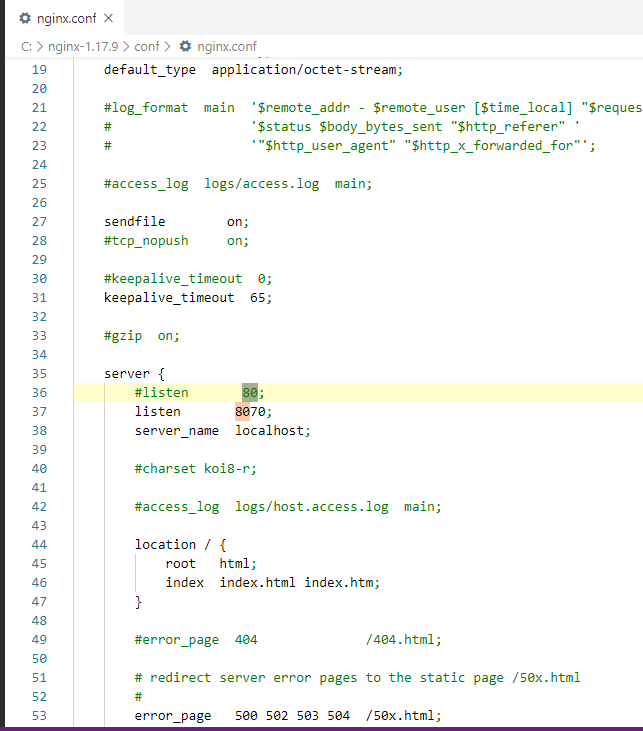 nginx.conf ×
C: > nginx-1.17.9 > conf > nginx.conf
19 default_type  application/octet-stream;
20
21 #log_format  main  '$remote_addr - $remote_user [$time_local] "$reques
22 #                  '$status $body_bytes_sent "$http_referer" '
23 #                  '"$http_user_agent" "$http_x_forwarded_for"';
24
25 #access_log  logs/access.log  main;
26
27 sendfile        on;
28 #tcp_nopush     on;
29
30 #keepalive_timeout  0;
31 keepalive_timeout  65;
32
33 #gzip  on;
34
35 server {
36 #listen       80;
37 listen       8070;
38 server_name  localhost;
39
40 #charset koi8-r;
41
42 #access_log  logs/host.access.log  main;
43
44 location / {
45 root   html;
46 index  index.html index.htm;
47 }
48
49 #error_page  404              /404.html;
50
51 # redirect server error pages to the static page /50x.html
52 #
53 error_page   500 502 503 504  /50x.html;